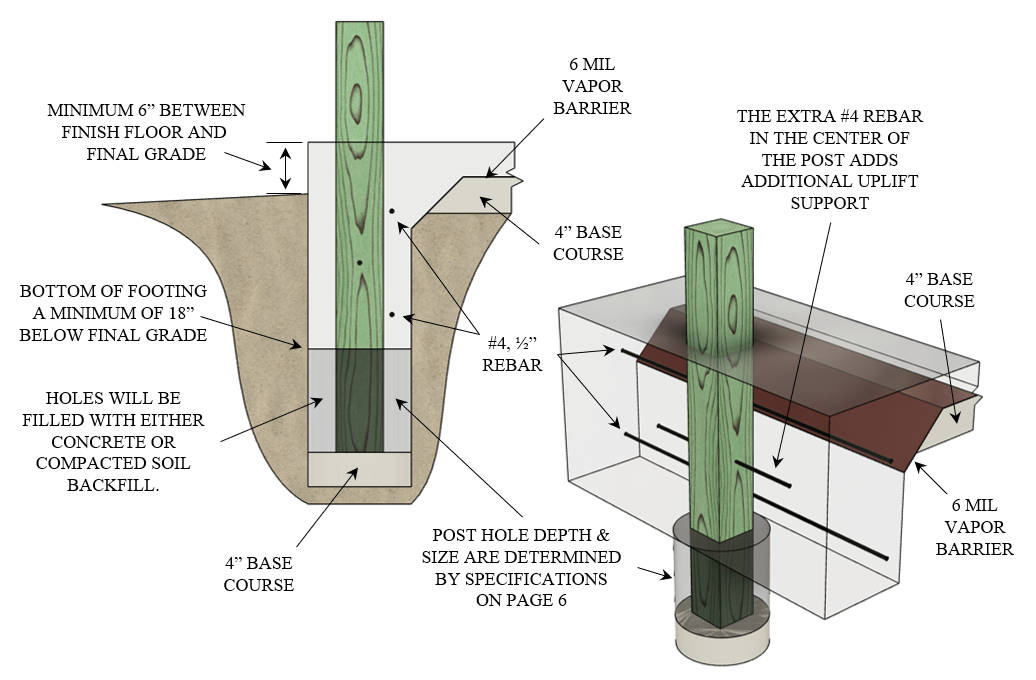 MINIMUM 6” BETWEEN
FINISH FLOOR AND
FINAL GRADE
6 MIL
VAPOR
BARRIER
4” BASE
COURSE
BOTTOM OF FOOTING
A MINIMUM OF 18”
BELOW FINAL GRADE
#4, ½”
REBAR
HOLES WILL BE
FILLED WITH EITHER
CONCRETE OR
COMPACTED SOIL
BACKFILL.
4” BASE
COURSE
POST HOLE DEPTH &
SIZE ARE DETERMINED
BY SPECIFICATIONS
ON PAGE 6
THE EXTRA #4 REBAR
IN THE CENTER OF
THE POST ADDS
ADDITIONAL UPLIFT
SUPPORT
4” BASE
COURSE
6 MIL
VAPOR
BARRIER